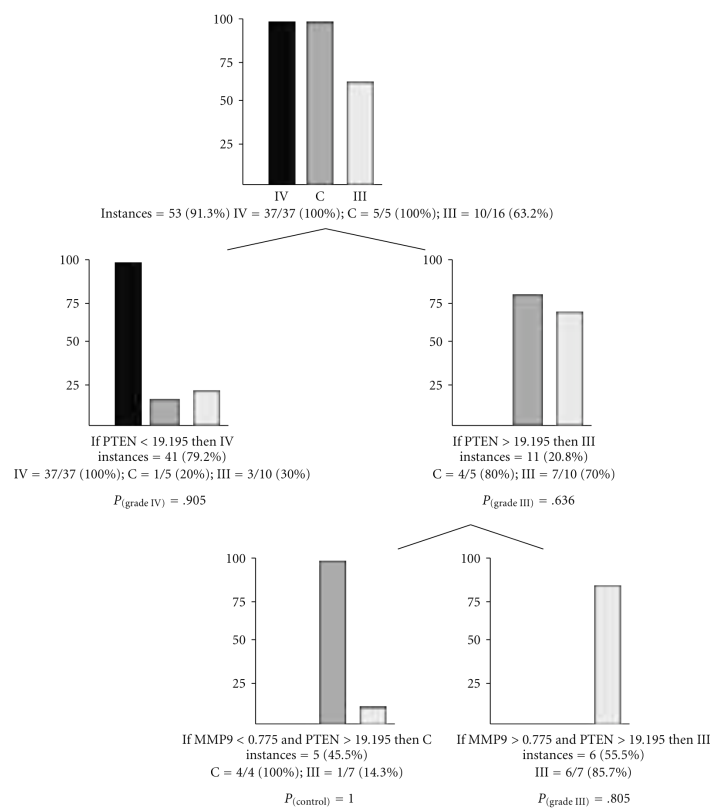 100
75
50
25
IV C III
Instances = 53 (91.3%) IV = 37/37 (100%); C = 5/5 (100%); III = 10/16 (63.2%)
100
75
50
25
If PTEN < 19.195 then IV
instances = 41 (79.2%)
IV = 37/37 (100%); C = 1/5 (20%); III = 3/10 (30%)
P(grade IV) = .905
100
75
50
25
If PTEN > 19.195 then III
instances = 11 (20.8%)
C = 4/5 (80%); III = 7/10 (70%)
P(grade III) = .636
100
75
50
25
If MMP9 < 0.775 and PTEN > 19.195 then C
instances = 5 (45.5%)
C = 4/4 (100%); III = 1/7 (14.3%)
P(control) = 1
100
75
50
25
If MMP9 > 0.775 and PTEN > 19.195 then III
instances = 6 (55.5%)
III = 6/7 (85.7%)
P(grade III) = .805